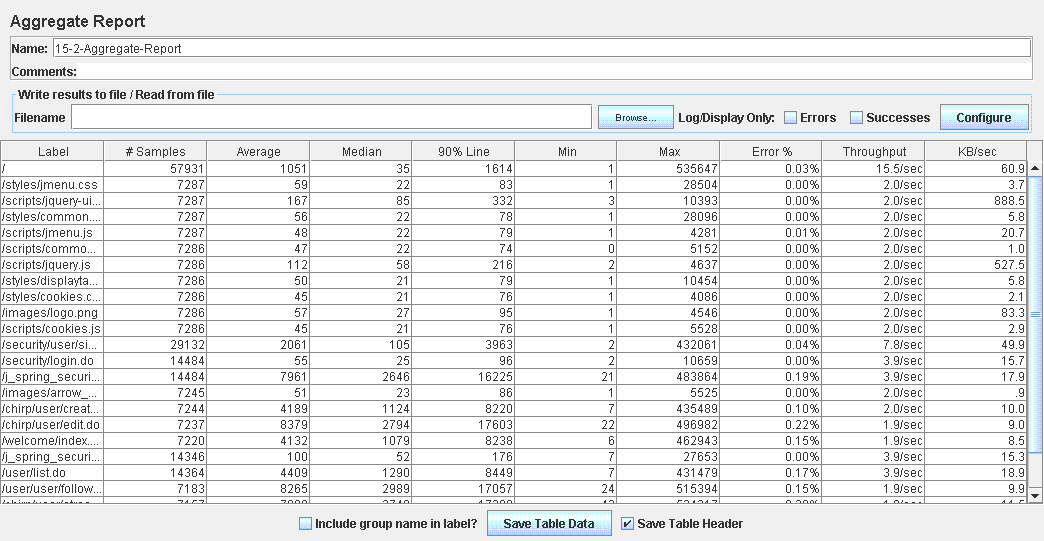 Aggregate Report
Name: 15-2-Aggregate-Report
Comments:
Write results to file / Read from file
Filename Browse... Log/Display Only: Errors Successes Configure
Label # Samples Average Median 90% Line Min Max Error % Throughput KB/sec
/ 57931 1051 35 1614 1 535647 0.03% 15.5/sec 60.9
/styles/jmenu.css 7287 59 22 83 1 28504 0.00% 2.0/sec 3.7
/scripts/jquery-ui... 7287 167 85 332 3 10393 0.00% 2.0/sec 888.5
/styles/common.... 7287 56 22 78 1 28096 0.00% 2.0/sec 5.8
/scripts/jmenu.js 7287 48 22 79 1 4281 0.01% 2.0/sec 20.7
/scripts/commo... 7286 47 22 74 0 5152 0.00% 2.0/sec 1.0
/scripts/jquery.js 7286 112 58 216 2 4637 0.00% 2.0/sec 527.5
/styles/displayta... 7286 50 21 79 1 10454 0.00% 2.0/sec 5.8
/styles/cookies.c... 7286 45 21 76 1 4086 0.00% 2.0/sec 2.1
/images/logo.png 7286 57 27 95 1 4546 0.00% 2.0/sec 83.3
/scripts/cookies.js 7286 45 21 76 1 5528 0.00% 2.0/sec 2.9
/security/user/si... 29132 2061 105 3963 2 432061 0.04% 7.8/sec 49.9
/security/login.do 14484 55 25 96 2 10659 0.00% 3.9/sec 15.7
/j_spring_securi... 14484 7961 2646 16225 21 483864 0.19% 3.9/sec 17.9
/images/arrow_... 7245 51 23 86 1 5525 0.00% 2.0/sec .9
/chirp/user/creat... 7244 4189 1124 8220 7 435489 0.10% 2.0/sec 10.0
/chirp/user/edit.do 7237 8379 2794 17603 22 496982 0.22% 1.9/sec 9.0
/welcome/index.... 7220 4132 1079 8238 6 462943 0.15% 1.9/sec 8.5
/j_spring_securi... 14346 100 52 176 7 27653 0.00% 3.9/sec 15.3
/user/list.do 14364 4409 1290 8449 7 431479 0.17% 3.9/sec 18.9
/user/user/follow... 7183 8265 2989 17057 24 515394 0.15% 1.9/sec 9.9
Include group name in label? Save Table Data Save Table Header